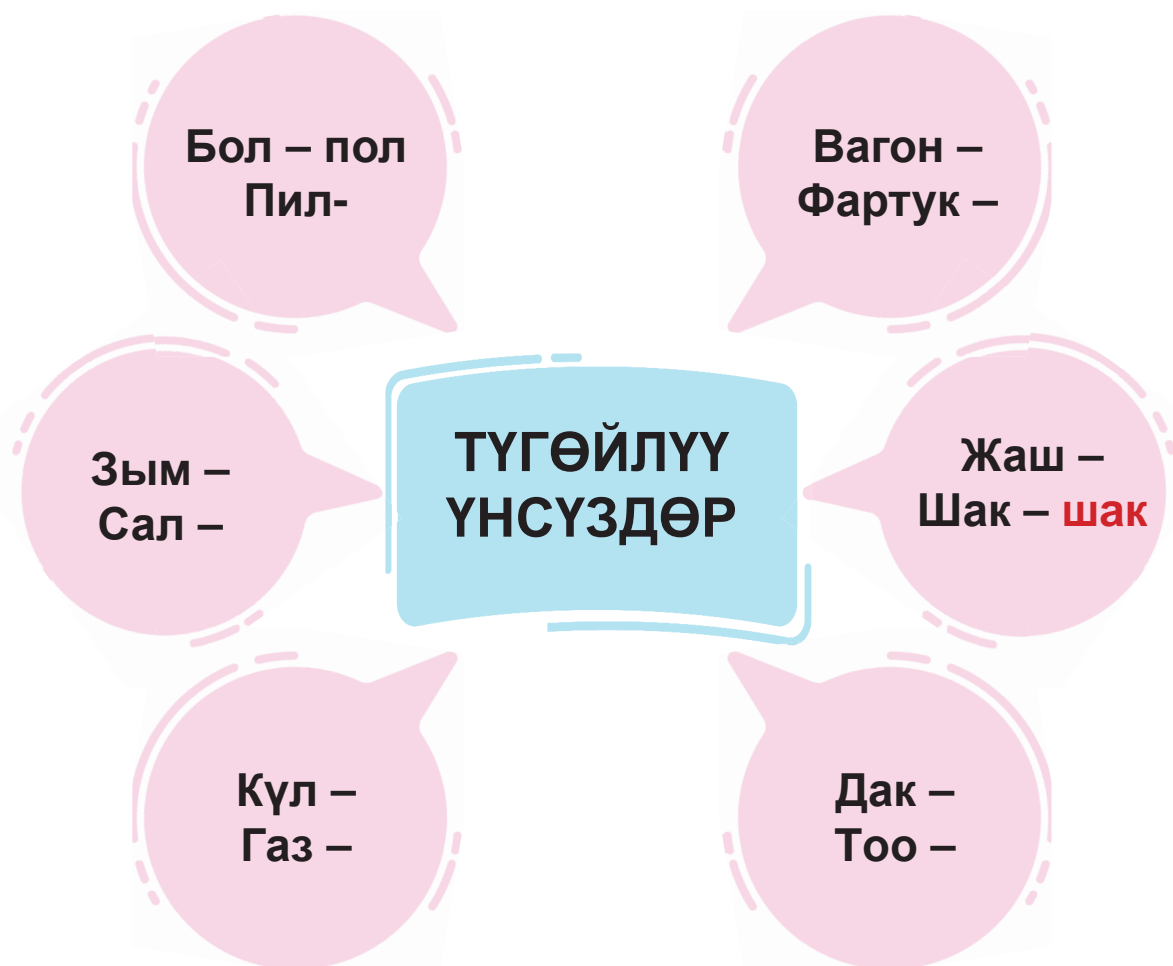 Бол – пол
Пил-
Вагон –
Фартук –
Зым –
Сал –
ТҮГӨЙЛҮҮ
ҮНСҮЗДӨР
Жаш –
Шак – шак
Күл –
Газ –
Дак –
Тоо –